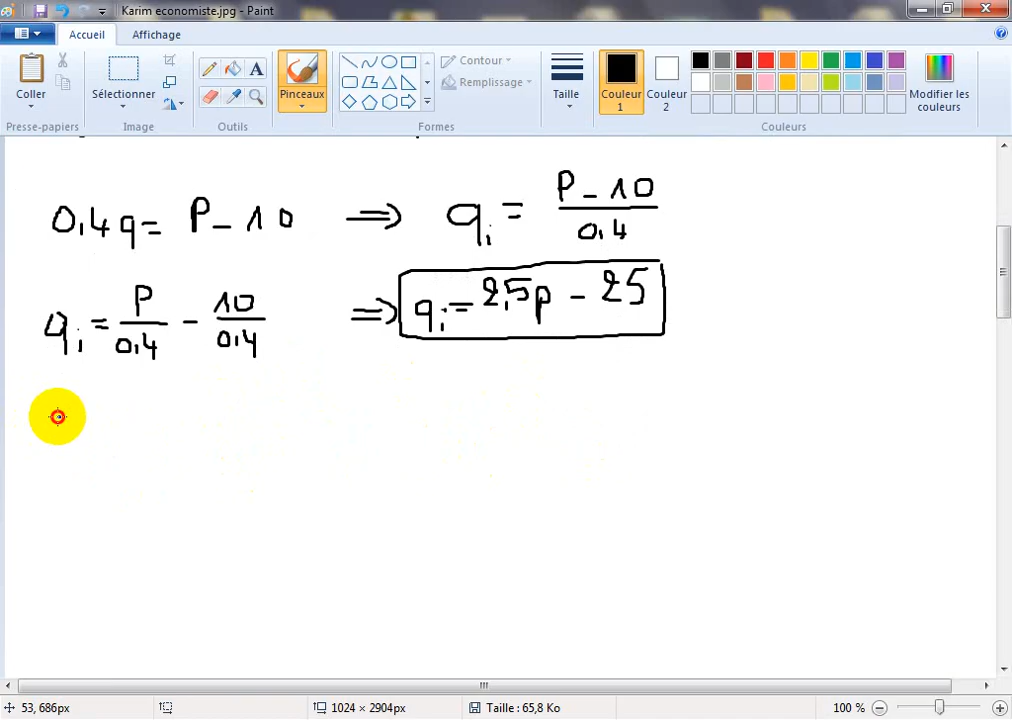 Karim economiste.jpg - Paint
Accueil Affichage
Coller
Sélectionner
Pinceaux
Contour
Remplissage
Taille
Couleur 1
Couleur 2
Modifier les couleurs
Presse-papiers Image Outils Formes Couleurs
0,4q = P - 10 ⇒ qi = P - 10 / 0,4
qi = P / 0,4 - 10 / 0,4 ⇒ qi = 2,5p - 25
53, 686px 1024 × 2904px Taille : 65,8 Ko 100 %